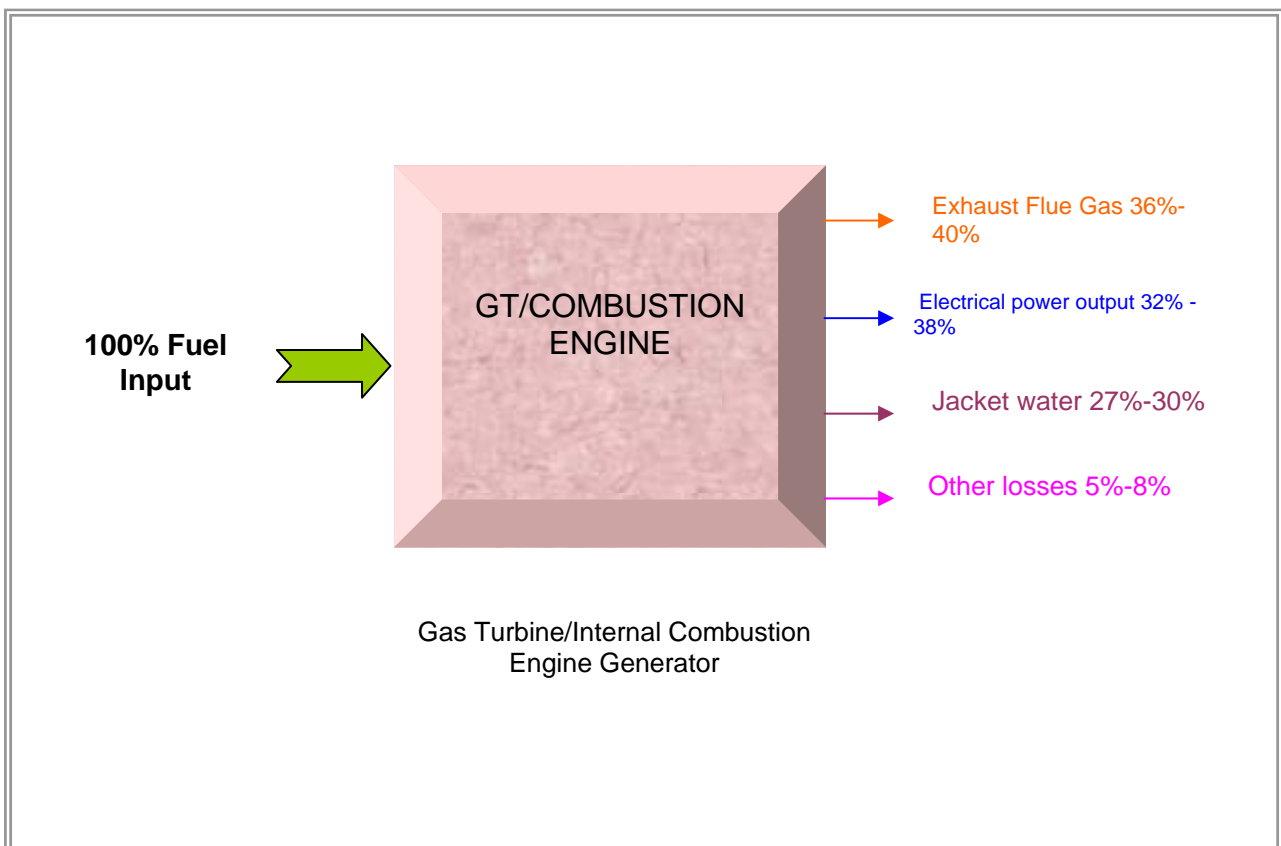 100% Fuel
Input
GT/COMBUSTION
ENGINE
Exhaust Flue Gas 36%-
40%
Electrical power output 32% -
38%
Jacket water 27%-30%
Other losses 5%-8%
Gas Turbine/Internal Combustion
Engine Generator